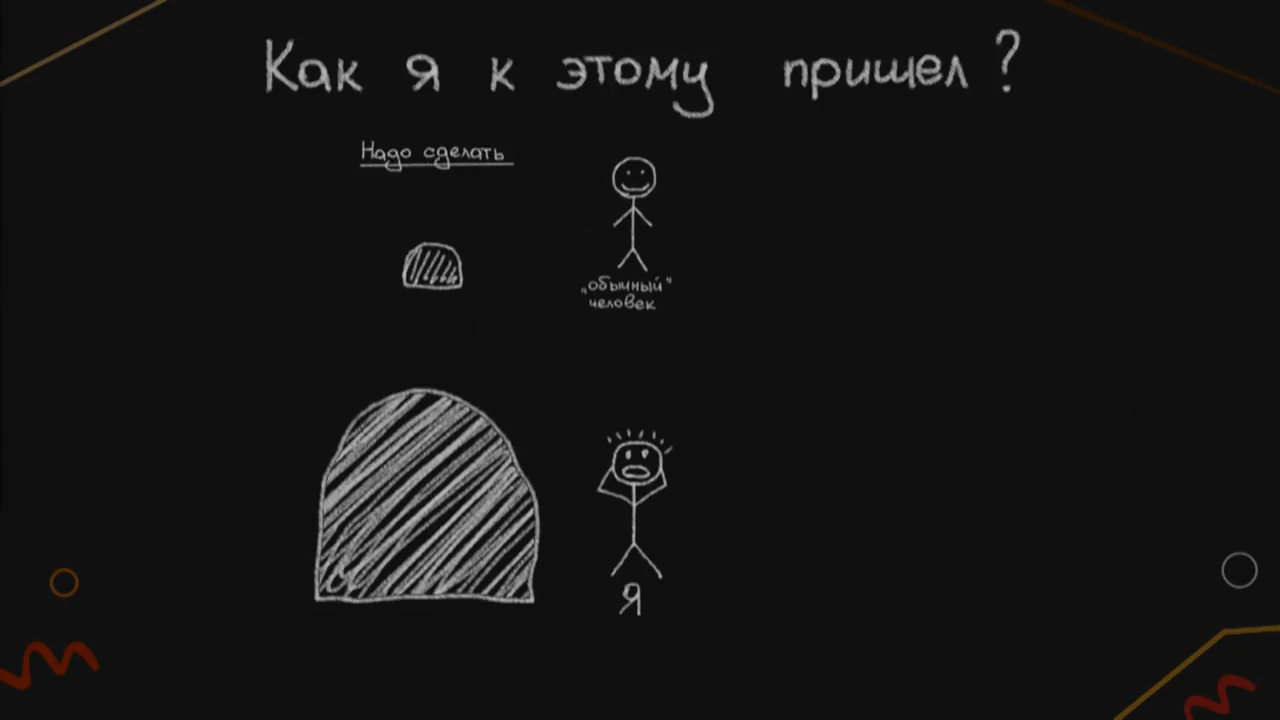 Как я к этому пришел?
Надо сделать
„обычный"
человек
Я